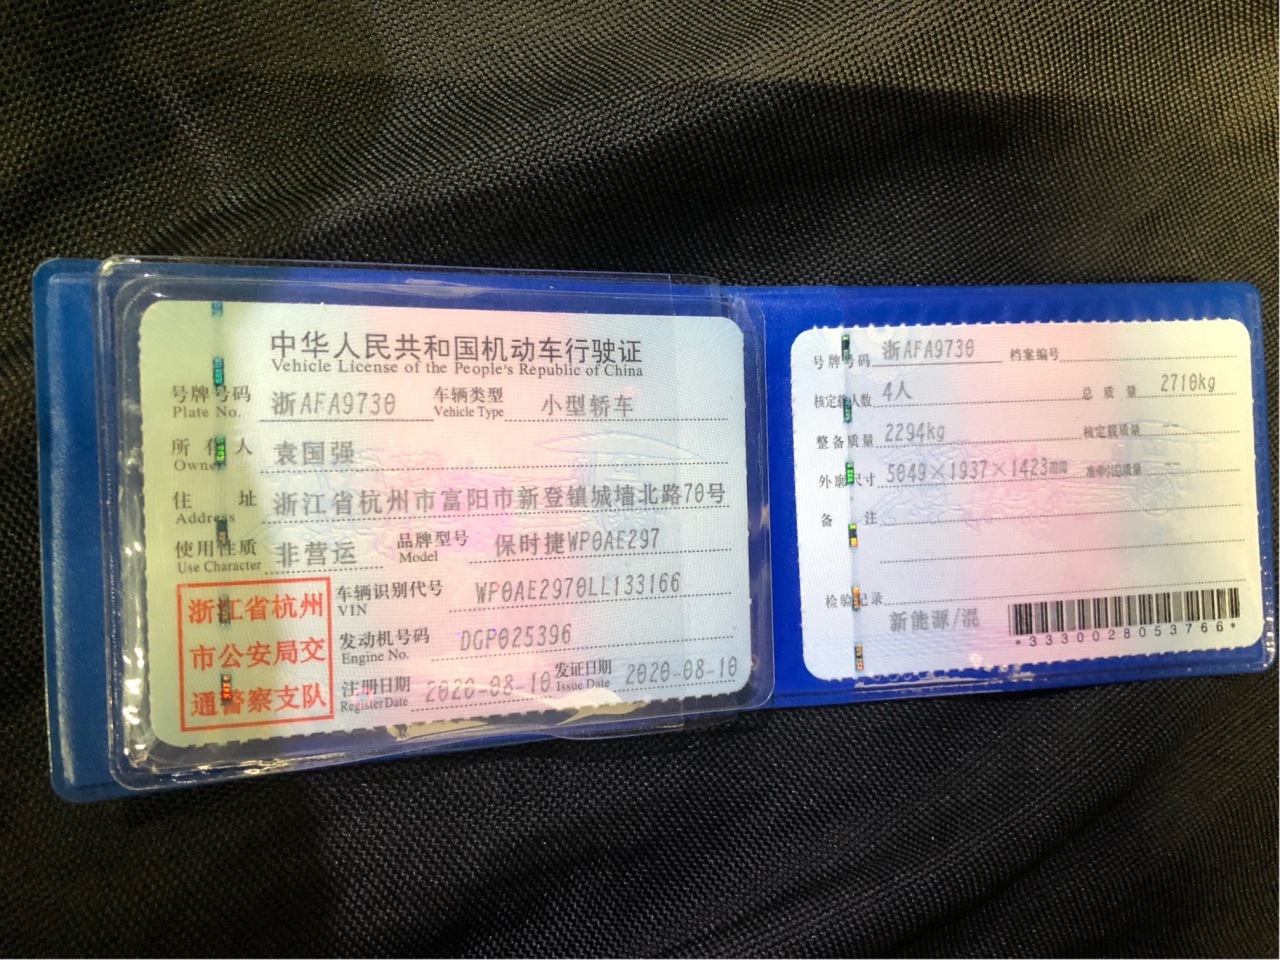 中华人民共和国机动车行驶证
Vehicle License of the People's Republic of China
号牌号码 浙AFA9730 车辆类型 小型轿车
Plate No. Vehicle Type
所有人 袁国强
Owner
住址 浙江省杭州市富阳市新登镇城墙北路70号
Address
使用性质 非营运 品牌型号 保时捷WP0AE297
Use Character Model
浙江省杭州
市公安局交
通警察支队
车辆识别代号 WP0AE2970LL133166
VIN
发动机号码 DGP025396
Engine No.
注册日期 2020-08-10 发证日期 2020-08-10
Register Date Issue Date
号牌号码 浙AFA9730 档案编号
核定载人数 4人 总质量 2710kg
整备质量 2294kg 核定载质量 --
外廓尺寸 5049×1937×1423mm 准牵引总质量 --
备注
检验记录
新能源/混
*3330028053766*